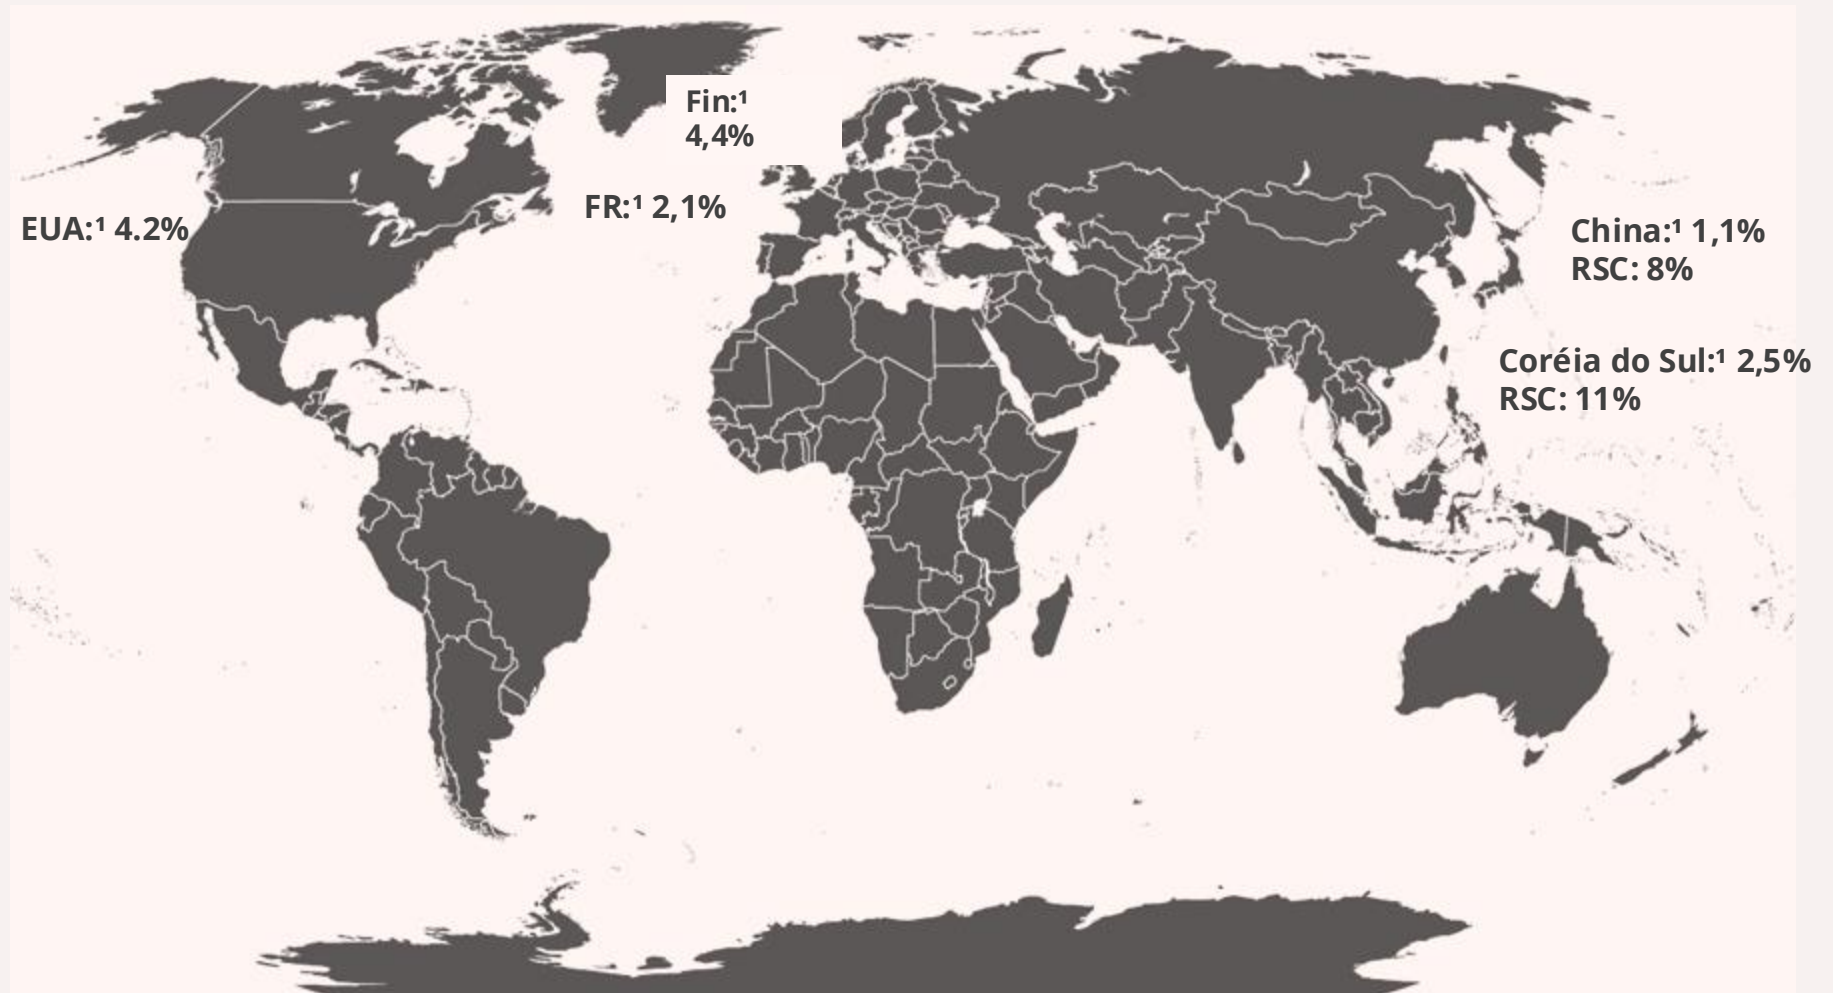 Fin:¹
4,4%
FR:¹ 2,1%
EUA:¹ 4.2%
China:¹ 1,1%
RSC: 8%
Coréia do Sul:¹ 2,5%
RSC: 11%